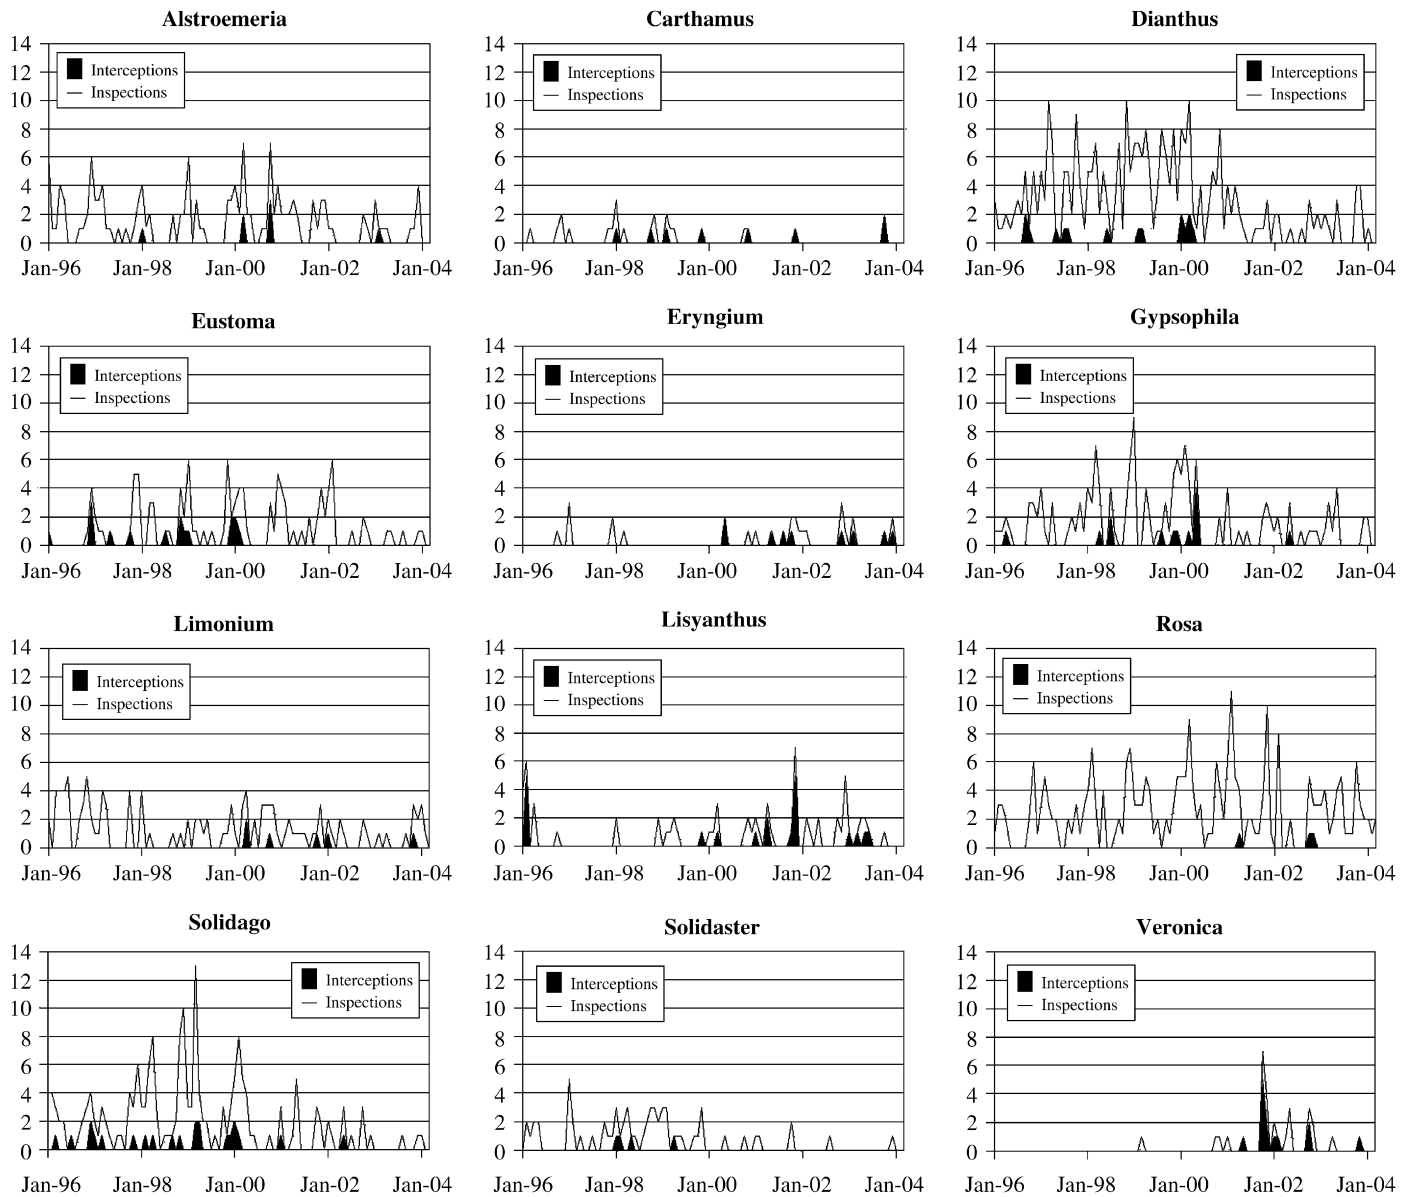 Alstroemeria
14
12
10
8
6
4
2
0
Interceptions
Inspections
Jan-96 Jan-98 Jan-00 Jan-02 Jan-04
Carthamus
14
12
10
8
6
4
2
0
Interceptions
Inspections
Jan-96 Jan-98 Jan-00 Jan-02 Jan-04
Dianthus
14
12
10
8
6
4
2
0
Interceptions
Inspections
Jan-96 Jan-98 Jan-00 Jan-02 Jan-04
Eustoma
14
12
10
8
6
4
2
0
Interceptions
Inspections
Jan-96 Jan-98 Jan-00 Jan-02 Jan-04
Eryngium
14
12
10
8
6
4
2
0
Interceptions
Inspections
Jan-96 Jan-98 Jan-00 Jan-02 Jan-04
Gypsophila
14
12
10
8
6
4
2
0
Interceptions
Inspections
Jan-96 Jan-98 Jan-00 Jan-02 Jan-04
Limonium
14
12
10
8
6
4
2
0
Interceptions
Inspections
Jan-96 Jan-98 Jan-00 Jan-02 Jan-04
Lisyanthus
14
12
10
8
6
4
2
0
Interceptions
Inspections
Jan-96 Jan-98 Jan-00 Jan-02 Jan-04
Rosa
14
12
10
8
6
4
2
0
Interceptions
Inspections
Jan-96 Jan-98 Jan-00 Jan-02 Jan-04
Solidago
14
12
10
8
6
4
2
0
Interceptions
Inspections
Jan-96 Jan-98 Jan-00 Jan-02 Jan-04
Solidaster
14
12
10
8
6
4
2
0
Interceptions
Inspections
Jan-96 Jan-98 Jan-00 Jan-02 Jan-04
Veronica
14
12
10
8
6
4
2
0
Interceptions
Inspections
Jan-96 Jan-98 Jan-00 Jan-02 Jan-04